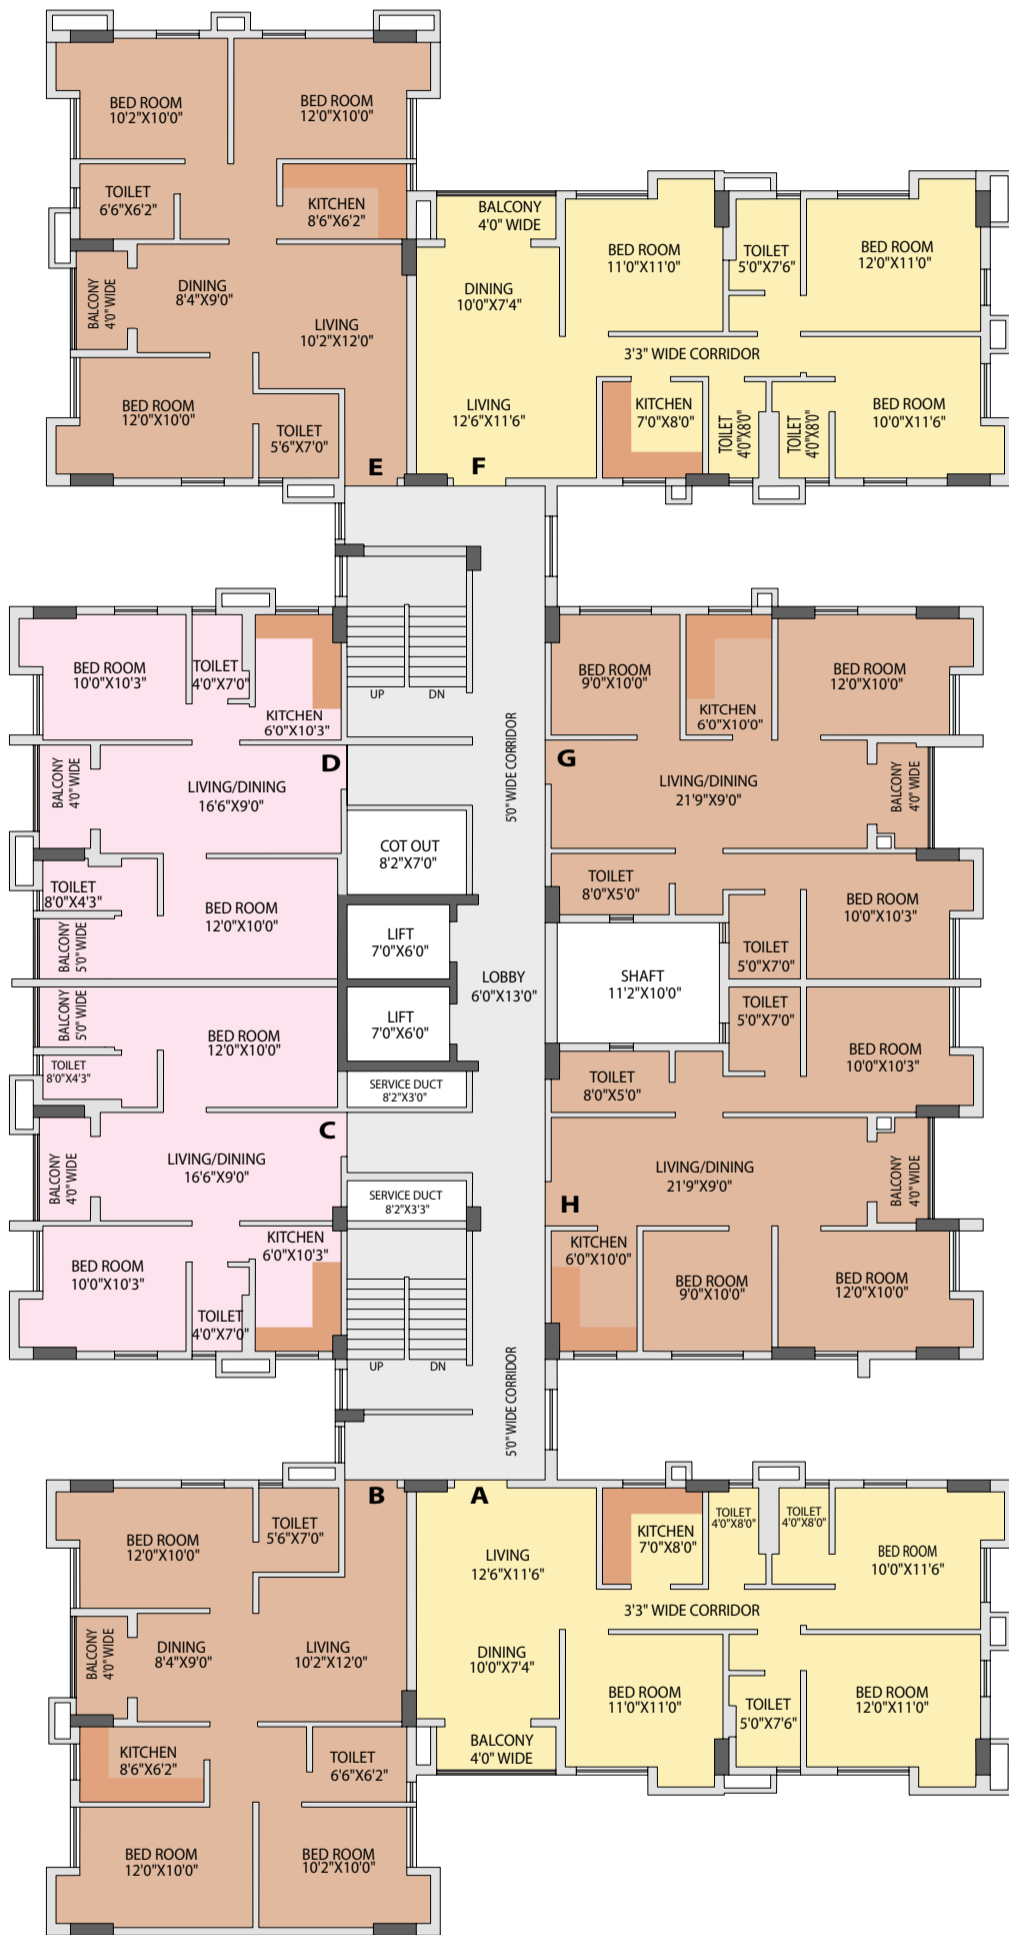 BED ROOM
10'2"X10'0"
BED ROOM
12'0"X10'0"
TOILET
6'6"X6'2"
KITCHEN
8'6"X6'2"
BALCONY
4'0" WIDE
DINING
8'4"X9'0"
LIVING
10'2"X12'0"
BED ROOM
12'0"X10'0"
TOILET
5'6"X7'0"
E
BALCONY
4'0" WIDE
BED ROOM
11'0"X11'0"
TOILET
5'0"X7'6"
BED ROOM
12'0"X11'0"
DINING
10'0"X7'4"
3'3" WIDE CORRIDOR
LIVING
12'6"X11'6"
KITCHEN
7'0"X8'0"
TOILET
4'0X8'0"
TOILET
4'0X8'0"
BED ROOM
10'0"X11'6"
F
BED ROOM
10'0"X10'3"
TOILET
4'0"X7'0"
KITCHEN
6'0"X10'3"
UP
DN
BALCONY
4'0" WIDE
LIVING/DINING
16'6"X9'0"
D
5'0" WIDE CORRIDOR
COT OUT
8'2"X7'0"
TOILET
8'0"X4'3"
BED ROOM
12'0"X10'0"
BALCONY
5'0" WIDE
LIFT
7'0"X6'0"
LOBBY
6'0"X13'0"
BED ROOM
9'0"X10'0"
KITCHEN
6'0"X10'0"
BED ROOM
12'0"X10'0"
G
LIVING/DINING
21'9"X9'0"
BALCONY
4'0" WIDE
TOILET
8'0"X5'0"
BED ROOM
10'0"X10'3"
TOILET
5'0"X7'0"
SHAFT
11'2"X10'0"
BALCONY
5'0" WIDE
BED ROOM
12'0"X10'0"
TOILET
8'0"X4'3"
LIFT
7'0"X6'0"
SERVICE DUCT
8'2"X3'0"
C
BALCONY
4'0" WIDE
LIVING/DINING
16'6"X9'0"
SERVICE DUCT
8'2"X3'3"
KITCHEN
6'0"X10'3"
BED ROOM
10'0"X10'3"
TOILET
4'0"X7'0"
UP
DN
5'0" WIDE CORRIDOR
TOILET
5'0"X7'0"
BED ROOM
10'0"X10'3"
TOILET
8'0"X5'0"
LIVING/DINING
21'9"X9'0"
BALCONY
4'0" WIDE
H
KITCHEN
6'0"X10'0"
BED ROOM
9'0"X10'0"
BED ROOM
12'0"X10'0"
B
TOILET
5'6"X7'0"
BED ROOM
12'0"X10'0"
BALCONY
4'0" WIDE
DINING
8'4"X9'0"
LIVING
10'2"X12'0"
KITCHEN
8'6"X6'2"
TOILET
6'6"X6'2"
BED ROOM
12'0"X10'0"
BED ROOM
10'2"X10'0"
A
LIVING
12'6"X11'6"
KITCHEN
7'0"X8'0"
TOILET
4'0"X8'0"
TOILET
4'0"X8'0"
BED ROOM
10'0"X11'6"
3'3" WIDE CORRIDOR
DINING
10'0"X7'4"
BED ROOM
11'0"X11'0"
TOILET
5'0"X7'6"
BED ROOM
12'0"X11'0"
BALCONY
4'0" WIDE